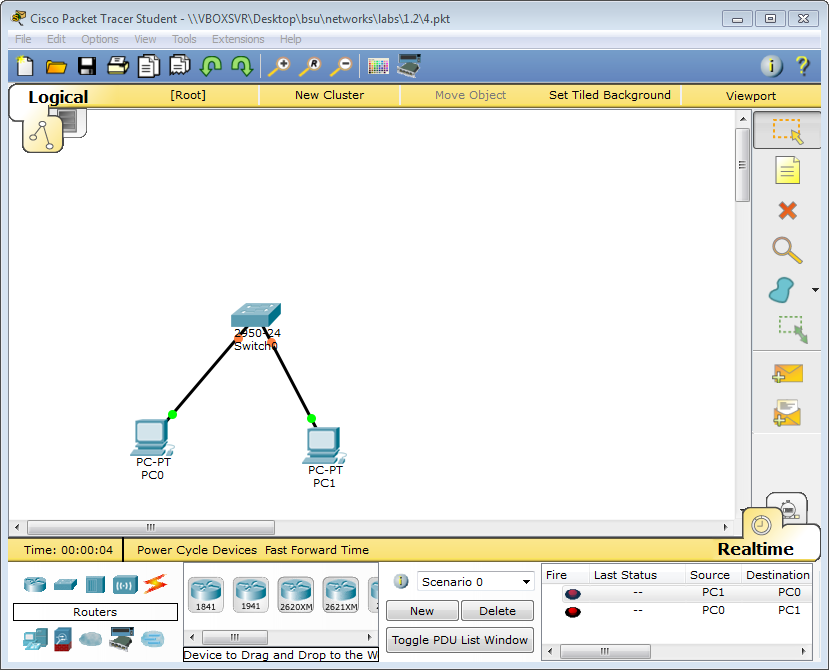 Cisco Packet Tracer Student - \\VBOXSVR\Desktop\bsu\networks\labs\1.2\4.pkt
File Edit Options View Tools Extensions Help
Logical [Root] New Cluster Move Object Set Tiled Background Viewport
2950-24
Switch0
PC-PT
PC0
PC-PT
PC1
Time: 00:00:04 Power Cycle Devices Fast Forward Time Realtime
Routers
1841 1941 2620XM 2621XM
Device to Drag and Drop to the W
Scenario 0
New Delete
Toggle PDU List Window
Fire Last Status Source Destination
-- PC1 PC0
-- PC0 PC1